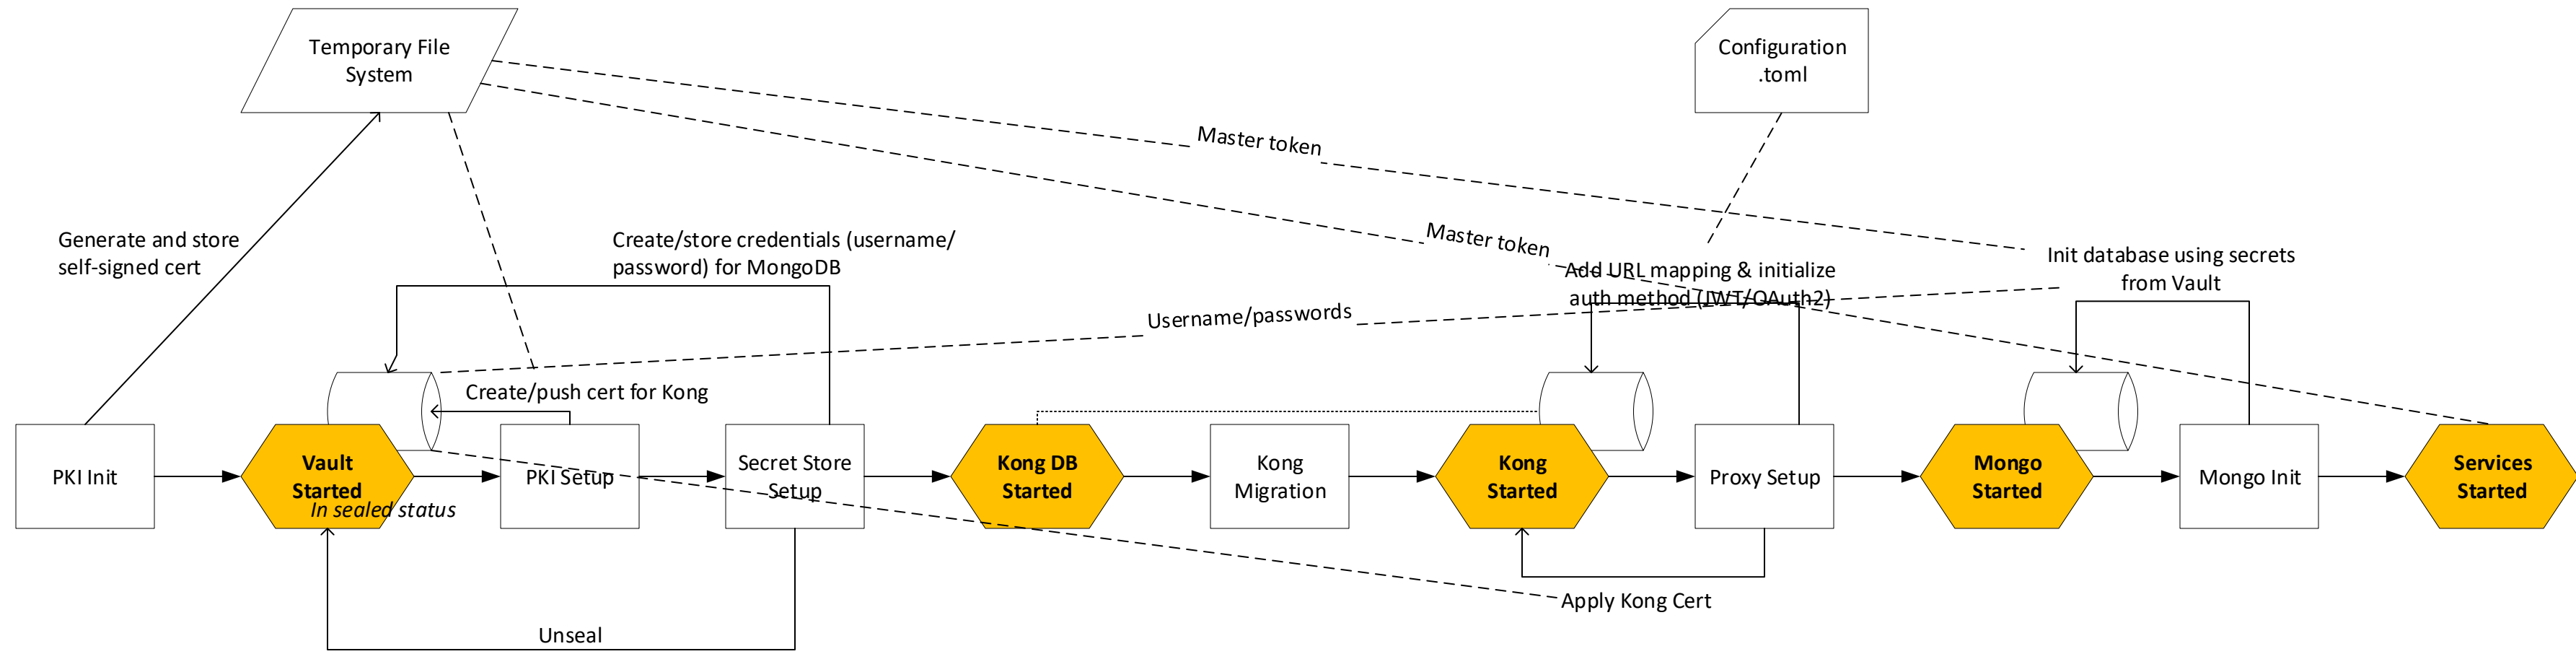 Temporary File
System
Configuration
.toml
Master token
Master token
Generate and store
self-signed cert
Create/store credentials (username/
password) for MongoDB
Init database using secrets
from Vault
Add URL mapping & initialize
auth method (JWT/OAuth2)
Username/passwords
Create/push cert for Kong
PKI Init
Vault
Started
In sealed status
PKI Setup
Secret Store
Setup
Kong DB
Started
Kong
Migration
Kong
Started
Proxy Setup
Mongo
Started
Mongo Init
Services
Started
Apply Kong Cert
Unseal